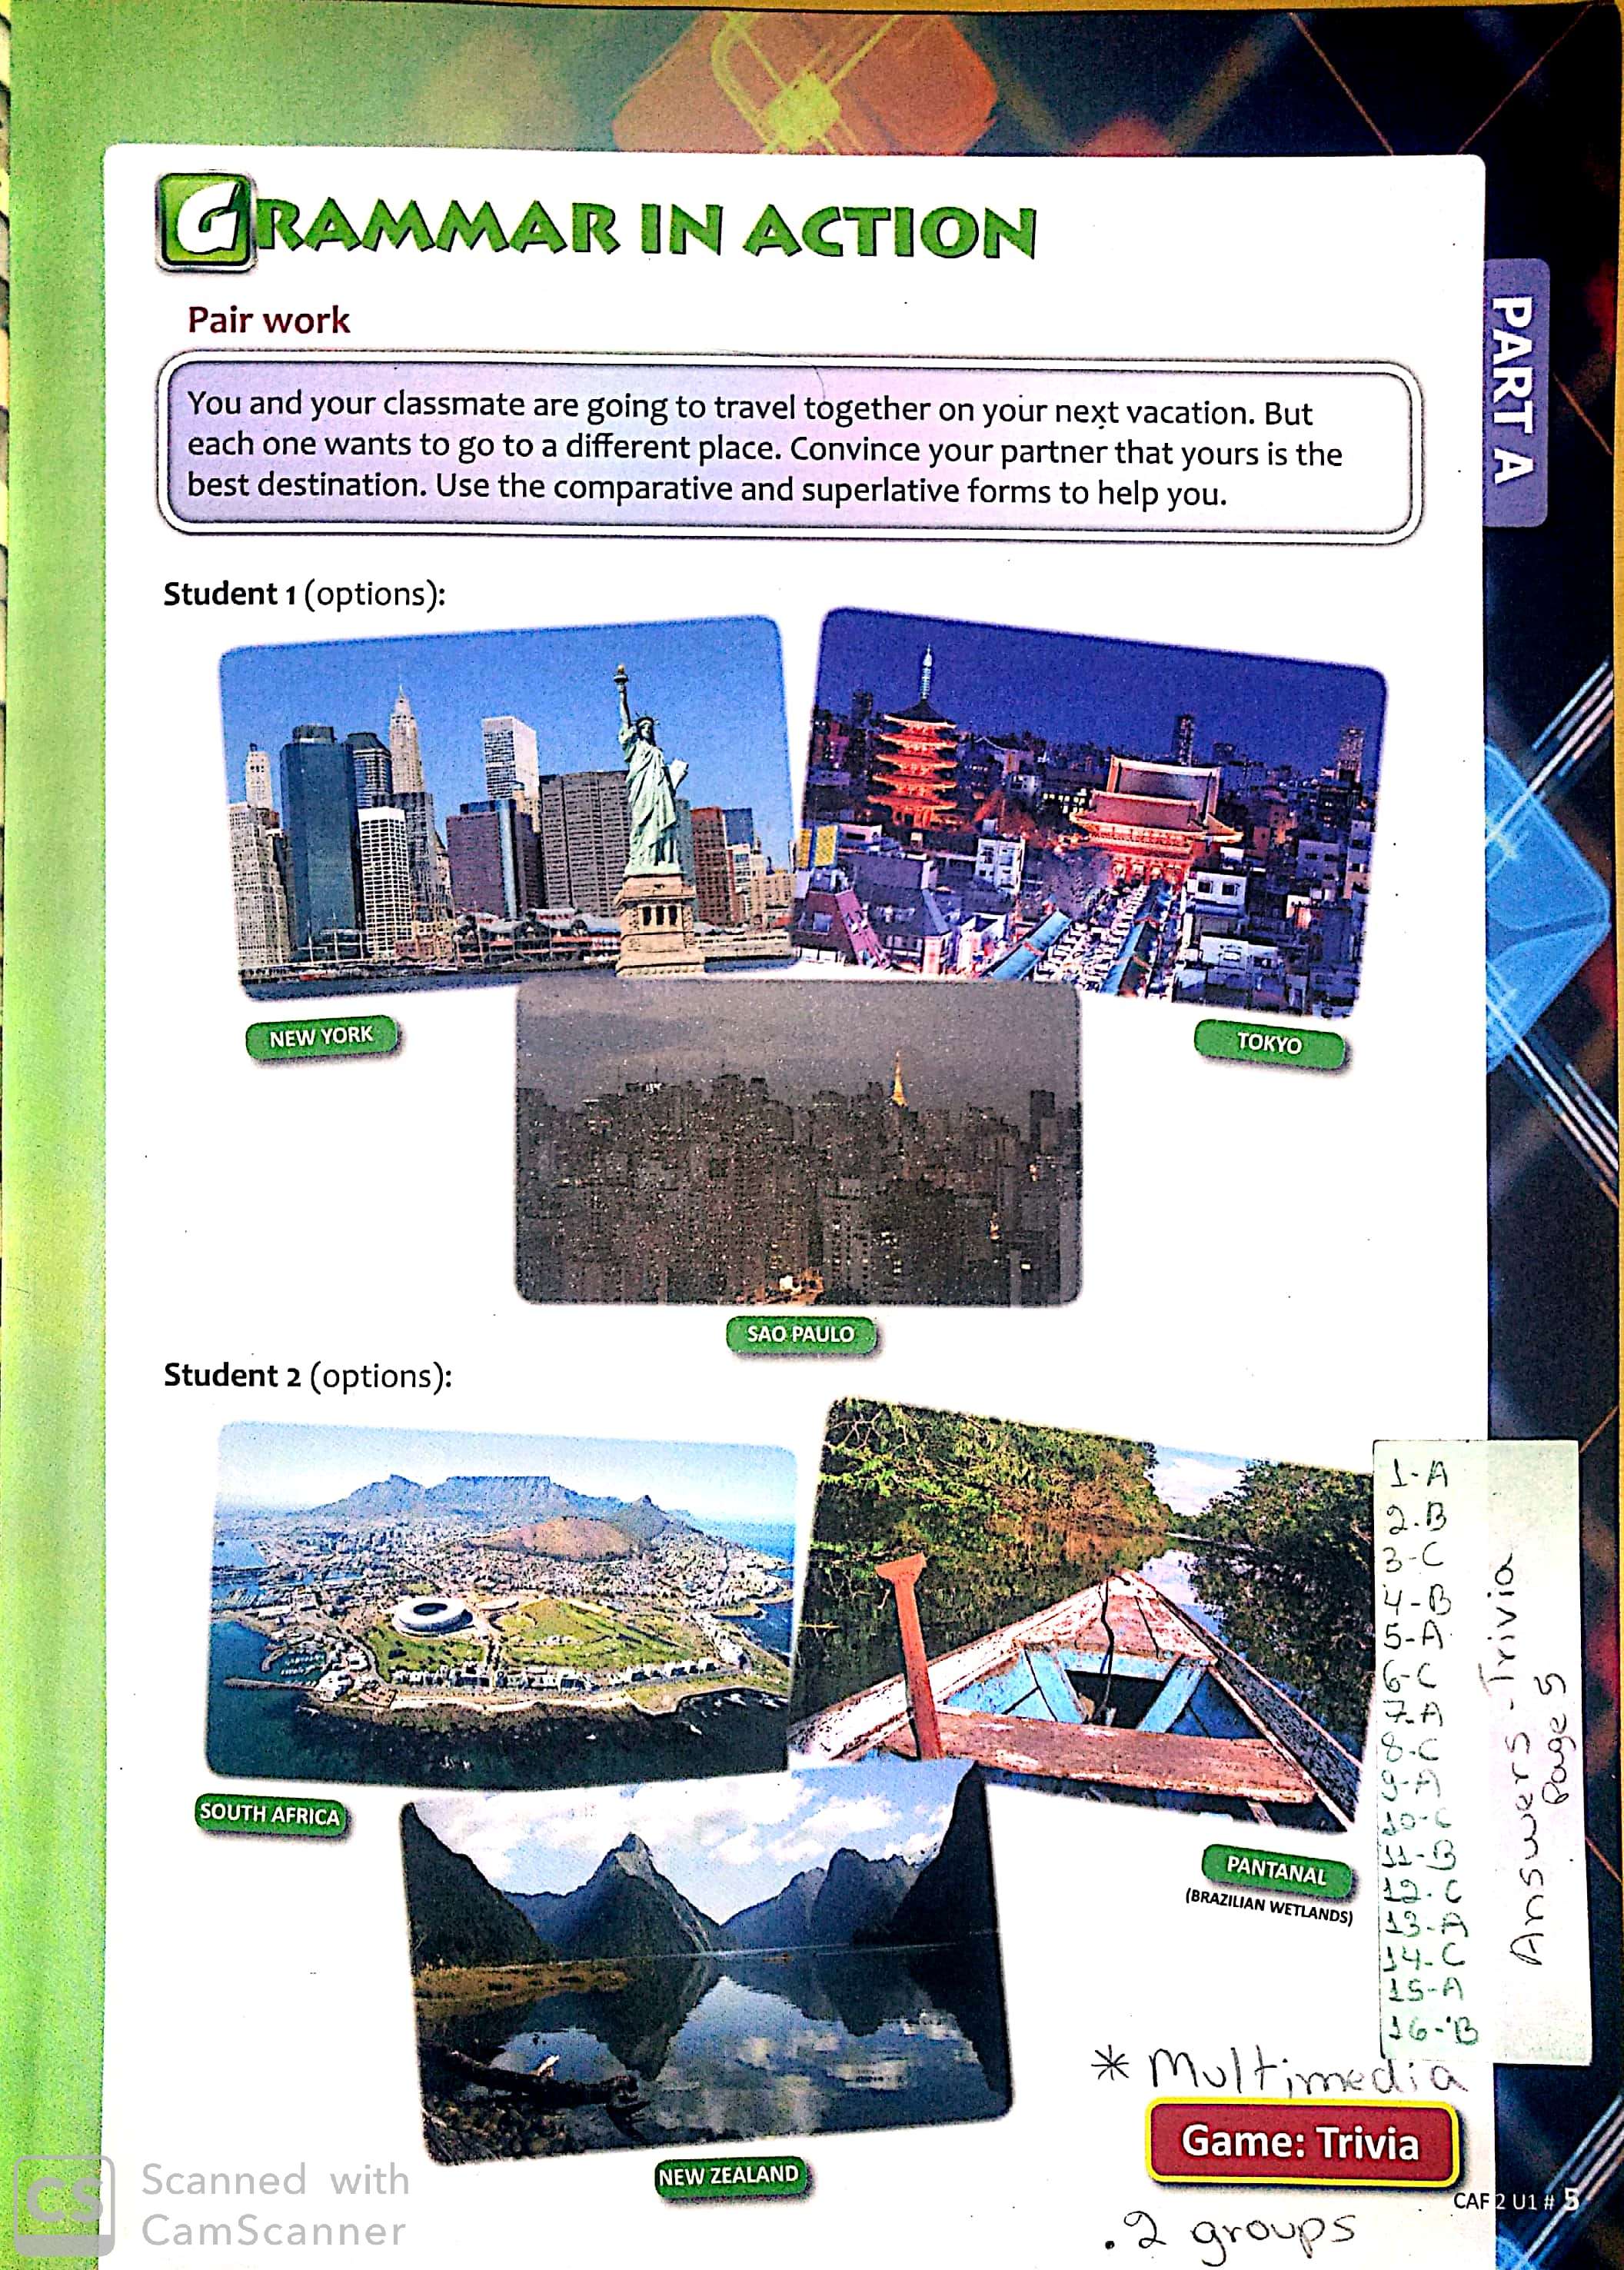 GRAMMAR IN ACTION
Pair work
You and your classmate are going to travel together on your next vacation. But
each one wants to go to a different place. Convince your partner that yours is the
best destination. Use the comparative and superlative forms to help you.
PART A
Student 1 (options):
NEW YORK
TOKYO
SAO PAULO
Student 2 (options):
SOUTH AFRICA
PANTANAL
(BRAZILIAN WETLANDS)
NEW ZEALAND
1-A
2-B
3-C
4-B
5-A
6-C
7-A
8-C
9-A
10-C
11-B
12-C
13-A
14-C
15-A
16-B
Answers - Trivia
Page 5
* Multimedia
Game: Trivia
CAF 2 U1 # 5
. 2 groups
CS
Scanned with
CamScanner